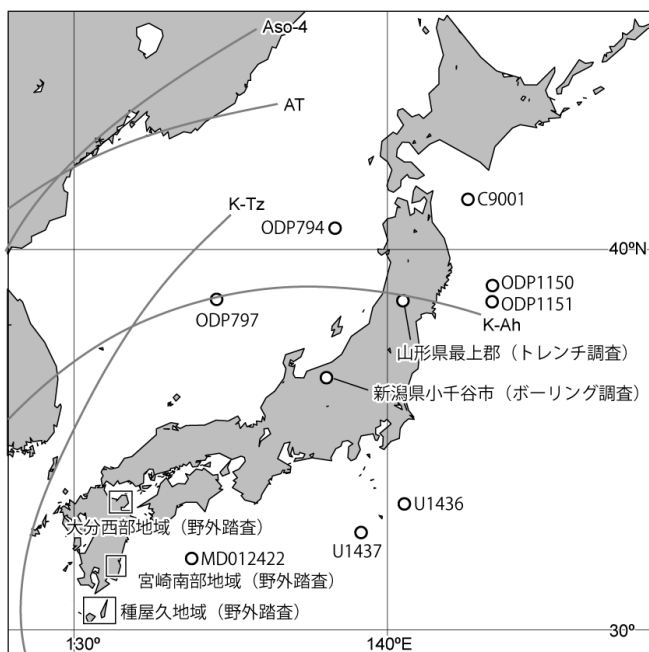 Aso-4
AT
K-Tz
C9001
ODP794
40ºN
ODP1150
ODP1151
ODP797
K-Ah
山形県最上郡（トレンチ調査）
新潟県小千谷市（ボーリング調査）
U1436
大分西部地域（野外踏査）
U1437
MD012422
宮崎南部地域（野外踏査）
種屋久地域（野外踏査）
130º
140ºE
30º